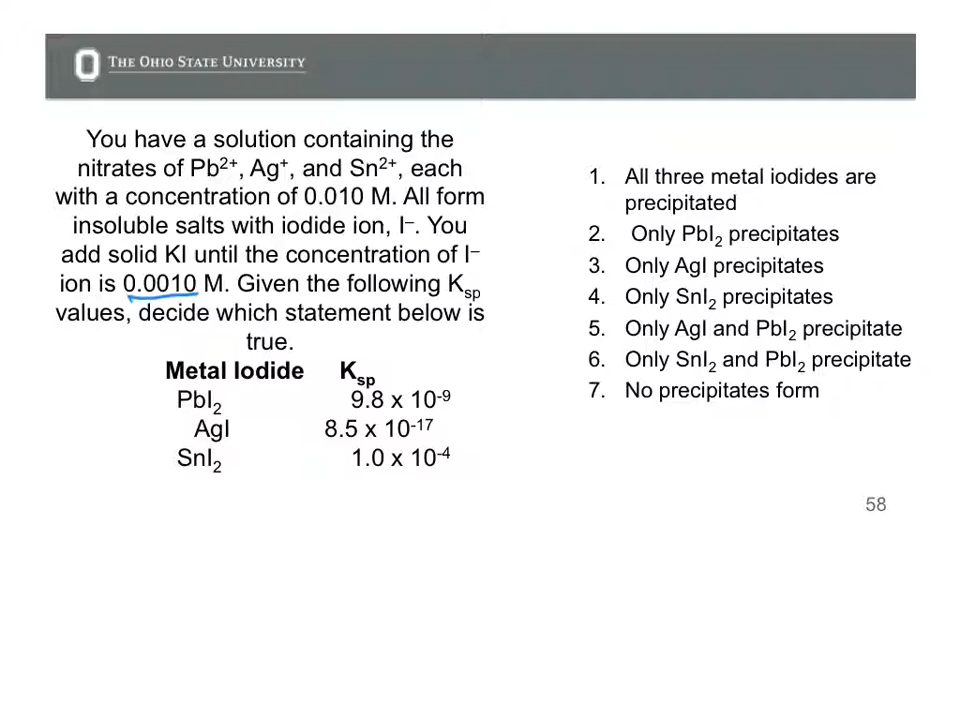 THE OHIO STATE UNIVERSITY
You have a solution containing the
nitrates of Pb²⁺, Ag⁺, and Sn²⁺, each
with a concentration of 0.010 M. All form
insoluble salts with iodide ion, I⁻. You
add solid KI until the concentration of I⁻
ion is 0.0010 M. Given the following Kₛₚ
values, decide which statement below is
true.
Metal Iodide Kₛₚ
PbI₂ 9.8 x 10⁻⁹
AgI 8.5 x 10⁻¹⁷
SnI₂ 1.0 x 10⁻⁴
1. All three metal iodides are
precipitated
2. Only PbI₂ precipitates
3. Only AgI precipitates
4. Only SnI₂ precipitates
5. Only AgI and PbI₂ precipitate
6. Only SnI₂ and PbI₂ precipitate
7. No precipitates form
58